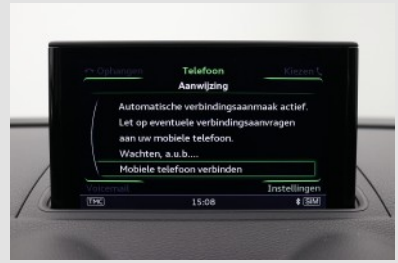 Ophangen Telefoon Kiezen
Aanwijzing
Automatische verbindingsaanmaak actief.
Let op eventuele verbindingsaanvragen
aan uw mobiele telefoon.
Wachten, a.u.b....
Mobiele telefoon verbinden
Voicemail Instellingen
TMC 15:08 SIM